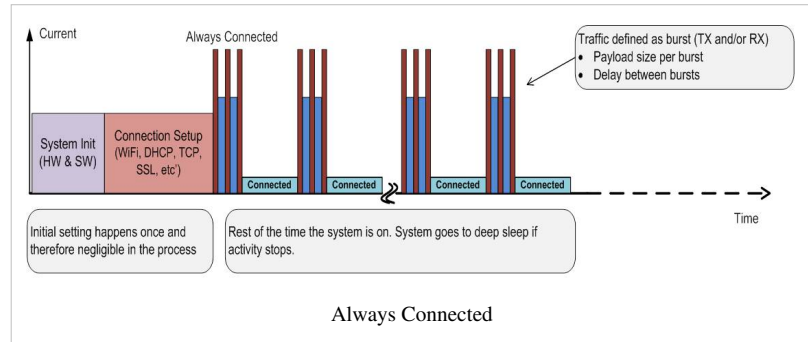 Current
Always Connected
Traffic defined as burst (TX and/or RX)
• Payload size per burst
• Delay between bursts
System Init
(HW & SW)
Connection Setup
(WiFi, DHCP, TCP,
SSL, etc')
Connected
Connected
Connected
Connected
Time
Initial setting happens once and
therefore negligible in the process
Rest of the time the system is on. System goes to deep sleep if
activity stops.
Always Connected